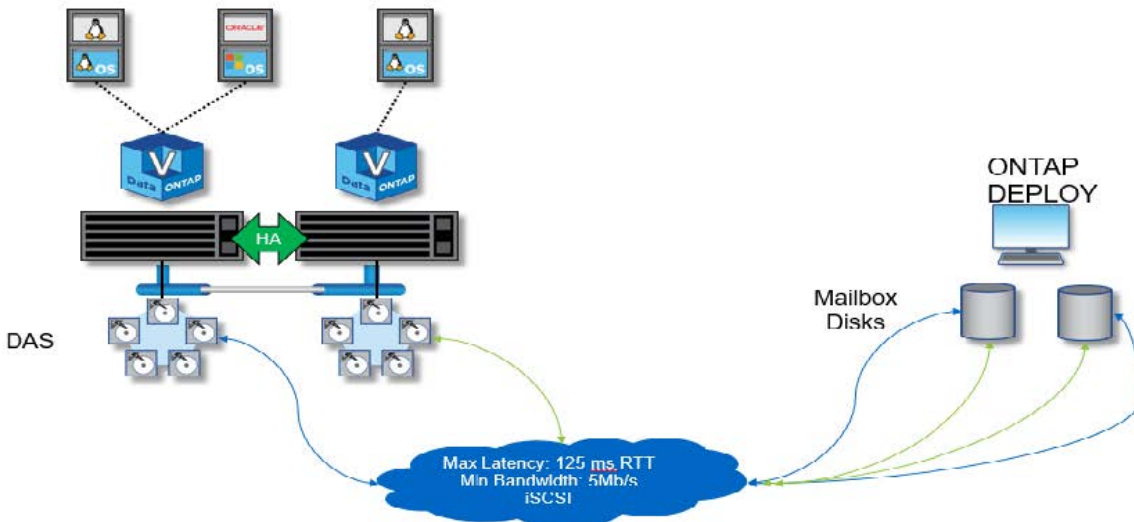 ORACLE
OS
OS
OS
V
Data ONTAP
V
Data ONTAP
HA
ONTAP
DEPLOY
Mailbox
Disks
DAS
Max Latency: 125 ms RTT
Min Bandwidth: 5Mb/s
iSCSI